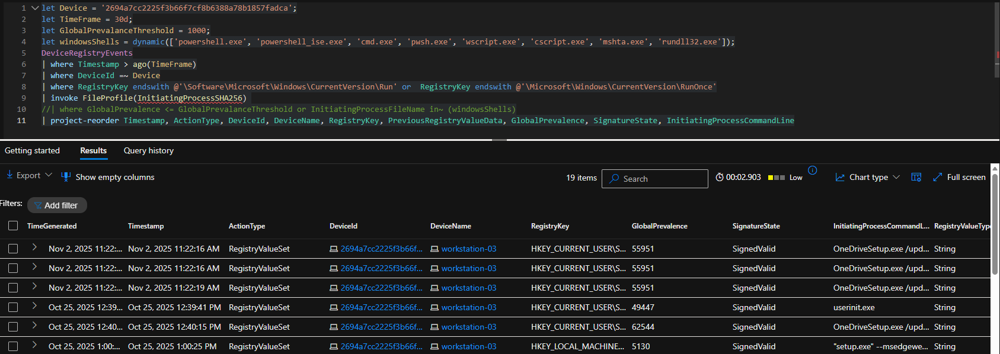 1 let Device = '2694a7cc2225f3b66f7cf8b6388a78b1857fadca';
2 let TimeFrame = 30d;
3 let GlobalPrevalanceThreshold = 1000;
4 let windowsShells = dynamic(['powershell.exe', 'powershell_ise.exe', 'cmd.exe', 'pwsh.exe', 'wscript.exe', 'cscript.exe', 'mshta.exe', 'rundll32.exe']);
5 DeviceRegistryEvents
6 | where Timestamp > ago(TimeFrame)
7 | where DeviceId =~ Device
8 | where RegistryKey endswith @'\Software\Microsoft\Windows\CurrentVersion\Run' or  RegistryKey endswith @'\Microsoft\Windows\CurrentVersion\RunOnce'
9 | invoke FileProfile(InitiatingProcessSHA256)
10 //| where GlobalPrevalence <= GlobalPrevalanceThreshold or InitiatingProcessFileName in~ (windowsShells)
11 | project-reorder Timestamp, ActionType, DeviceId, DeviceName, RegistryKey, PreviousRegistryValueData, GlobalPrevalence, SignatureState, InitiatingProcessCommandLine
Getting started Results Query history
Export Show empty columns 19 items Search 00:02.903 Low Chart type Full screen
Filters: Add filter
TimeGenerated Timestamp ActionType DeviceId DeviceName RegistryKey GlobalPrevalence SignatureState InitiatingProcessCommandL... RegistryValueType
Nov 2, 2025 11:22:... Nov 2, 2025 11:22:16 AM RegistryValueSet 2694a7cc2225f3b66f... workstation-03 HKEY_CURRENT_USER\S... 55951 SignedValid OneDriveSetup.exe /upd... String
Nov 2, 2025 11:22:... Nov 2, 2025 11:22:16 AM RegistryValueSet 2694a7cc2225f3b66f... workstation-03 HKEY_CURRENT_USER\S... 55951 SignedValid OneDriveSetup.exe /upd... String
Nov 2, 2025 11:22:... Nov 2, 2025 11:22:19 AM RegistryValueSet 2694a7cc2225f3b66f... workstation-03 HKEY_CURRENT_USER\S... 55951 SignedValid OneDriveSetup.exe /upd... String
Oct 25, 2025 12:39... Oct 25, 2025 12:39:41 PM RegistryValueSet 2694a7cc2225f3b66f... workstation-03 HKEY_CURRENT_USER\S... 49447 SignedValid userinit.exe String
Oct 25, 2025 12:40... Oct 25, 2025 12:40:15 PM RegistryValueSet 2694a7cc2225f3b66f... workstation-03 HKEY_CURRENT_USER\S... 62544 SignedValid OneDriveSetup.exe /upd... String
Oct 25, 2025 1:00:... Oct 25, 2025 1:00:25 PM RegistryValueSet 2694a7cc2225f3b66f... workstation-03 HKEY_LOCAL_MACHINE... 5130 SignedValid "setup.exe" --msedgewe... String